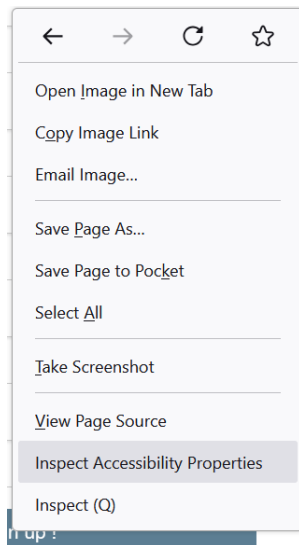 Open Image in New Tab
Copy Image Link
Email Image...
Save Page As...
Save Page to Pocket
Select All
Take Screenshot
View Page Source
Inspect Accessibility Properties
Inspect (Q)
n up !